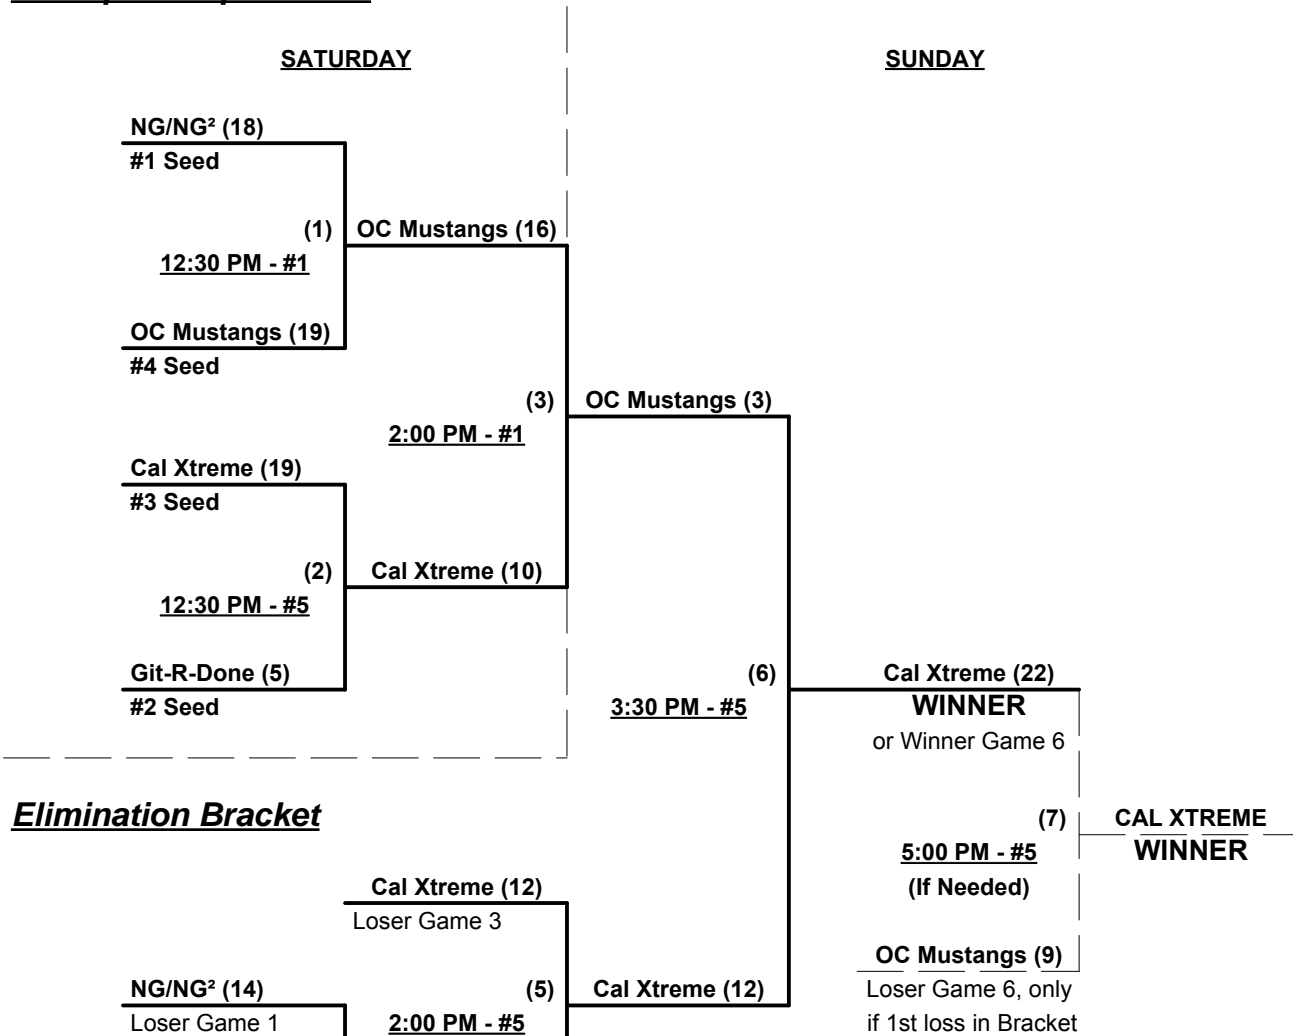 SATURDAY
SUNDAY
NG/NG² (18)
#1 Seed
(1)
OC Mustangs (16)
12:30 PM - #1
OC Mustangs (19)
#4 Seed
(3)
OC Mustangs (3)
2:00 PM - #1
Cal Xtreme (19)
#3 Seed
(2)
Cal Xtreme (10)
12:30 PM - #5
Git-R-Done (5)
#2 Seed
(6)
Cal Xtreme (22)
3:30 PM - #5
WINNER
or Winner Game 6
Elimination Bracket
(7)
CAL XTREME
5:00 PM - #5
WINNER
(If Needed)
Cal Xtreme (12)
Loser Game 3
OC Mustangs (9)
NG/NG² (14)
(5)
Cal Xtreme (12)
Loser Game 6, only
Loser Game 1
2:00 PM - #5
if 1st loss in Bracket